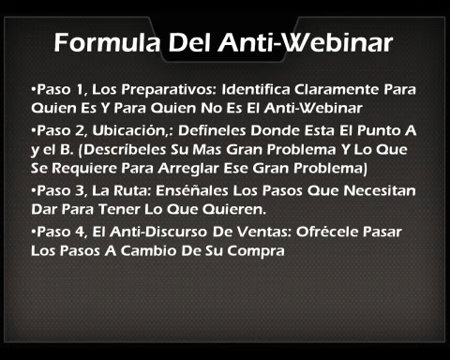 Formula Del Anti-Webinar
•Paso 1, Los Preparativos: Identifica Claramente Para
Quien Es Y Para Quien No Es El Anti-Webinar
•Paso 2, Ubicación,: Defíneles Donde Esta El Punto A
y el B. (Descríbeles Su Mas Gran Problema Y Lo Que
Se Requiere Para Arreglar Ese Gran Problema)
•Paso 3, La Ruta: Enséñales Los Pasos Que Necesitan
Dar Para Tener Lo Que Quieren.
•Paso 4, El Anti-Discurso De Ventas: Ofrécele Pasar
Los Pasos A Cambio De Su Compra